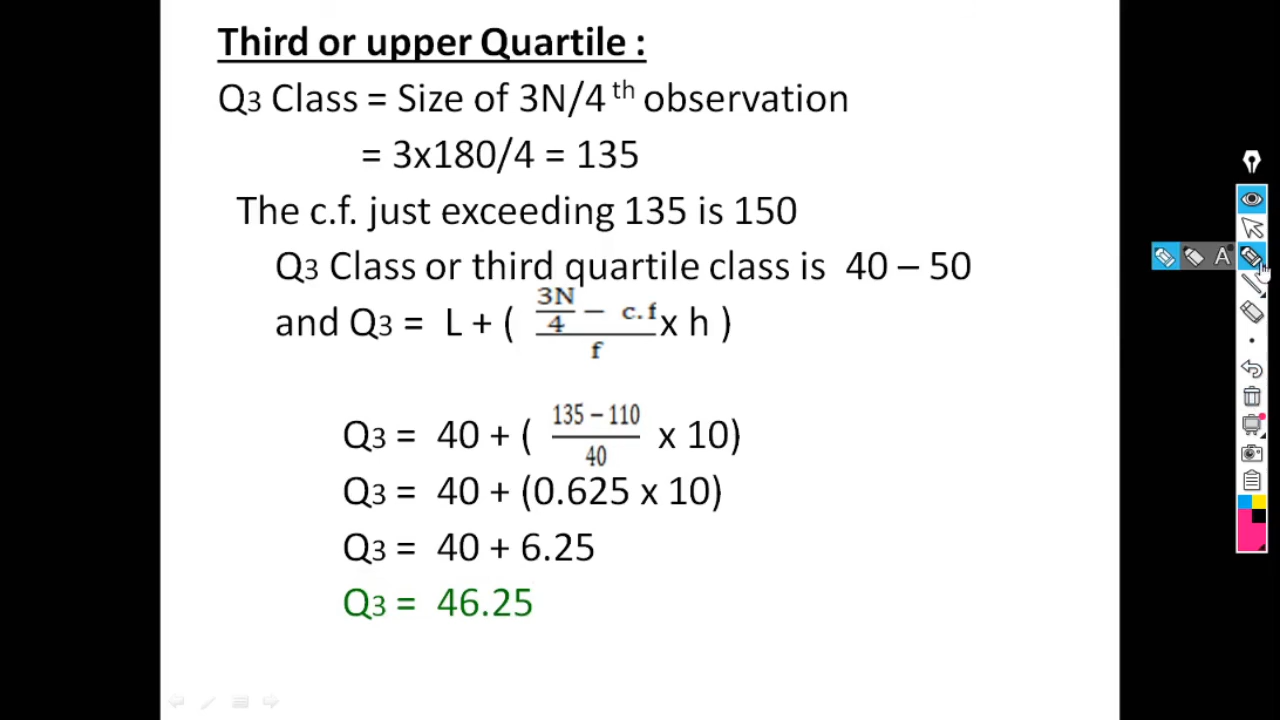 Third or upper Quartile :
Q3 Class = Size of 3N/4 th observation
= 3x180/4 = 135
The c.f. just exceeding 135 is 150
Q3 Class or third quartile class is 40 – 50
and Q3 = L + ( 3N/4 – c.f / f x h )
Q3 = 40 + ( 135 – 110 / 40 x 10)
Q3 = 40 + (0.625 x 10)
Q3 = 40 + 6.25
Q3 = 46.25
A